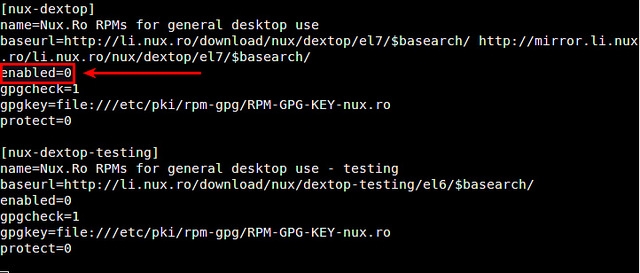 [nux-dextop]
name=Nux.Ro RPMs for general desktop use
baseurl=http://li.nux.ro/download/nux/dextop/el7/$basearch/ http://mirror.li.nux
.ro/li.nux.ro/nux/dextop/el7/$basearch/
enabled=0
gpgcheck=1
gpgkey=file:///etc/pki/rpm-gpg/RPM-GPG-KEY-nux.ro
protect=0
[nux-dextop-testing]
name=Nux.Ro RPMs for general desktop use - testing
baseurl=http://li.nux.ro/download/nux/dextop-testing/el6/$basearch/
enabled=0
gpgcheck=1
gpgkey=file:///etc/pki/rpm-gpg/RPM-GPG-KEY-nux.ro
protect=0